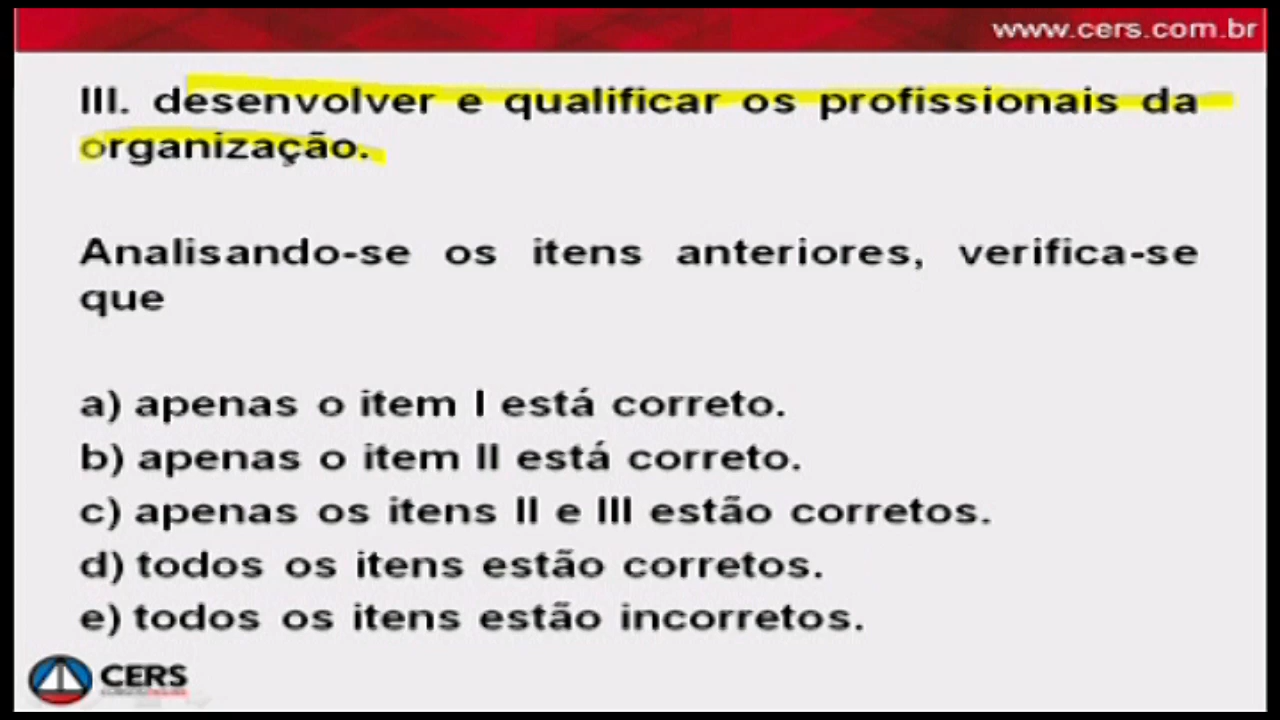 www.cers.com.br
III. desenvolver e qualificar os profissionais da
organização.
Analisando-se os itens anteriores, verifica-se
que
a) apenas o item I está correto.
b) apenas o item II está correto.
c) apenas os itens II e III estão corretos.
d) todos os itens estão corretos.
e) todos os itens estão incorretos.
CERS